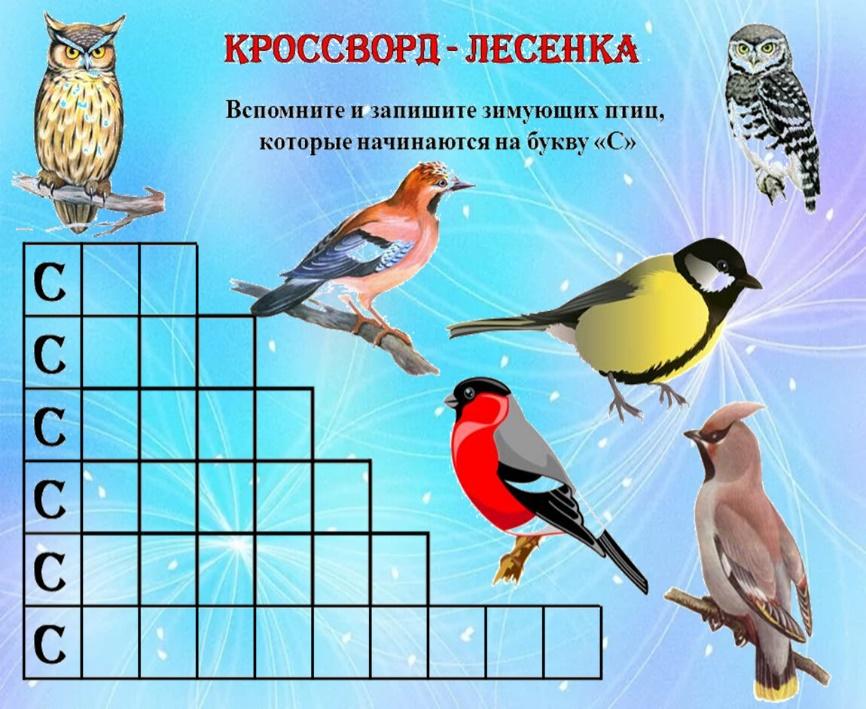 КРОССВОРД - ЛЕСЕНКА
Вспомните и запишите зимующих птиц,
которые начинаются на букву «С»
С
С
С
С
С
С